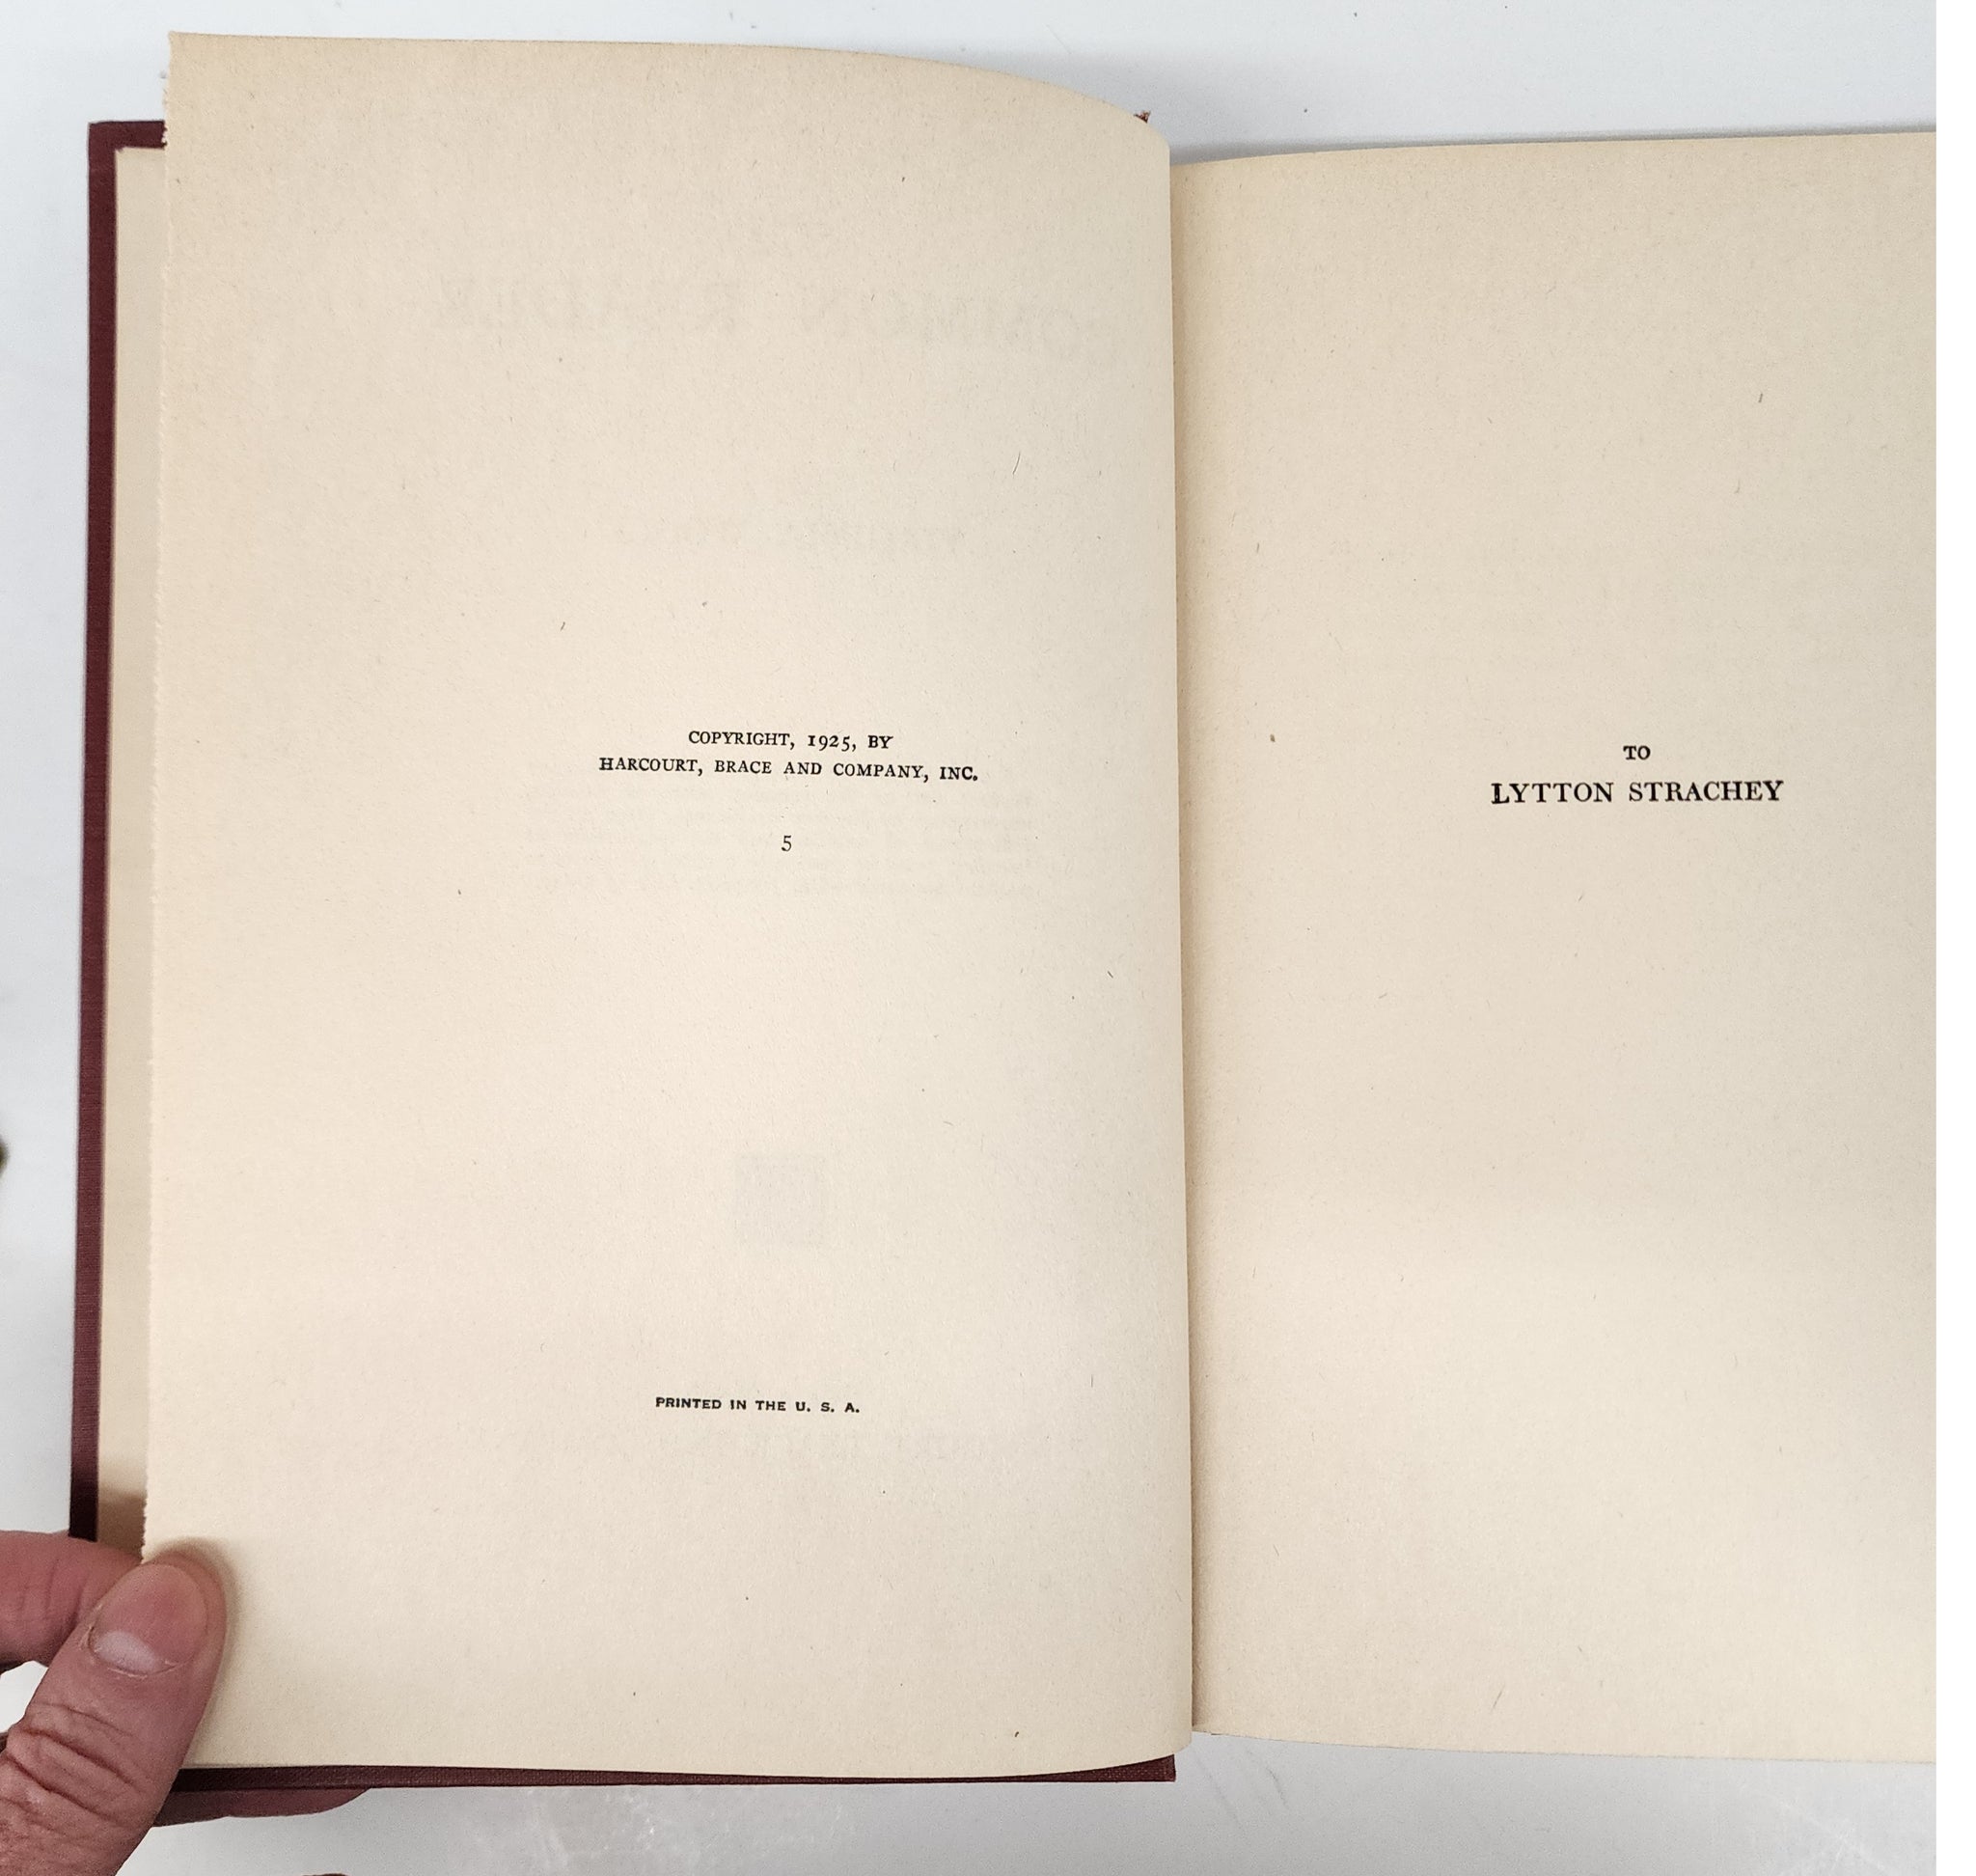 COPYRIGHT, 1925, BY
HARCOURT, BRACE AND COMPANY, INC.
5
PRINTED IN THE U. S. A.
TO
LYTTON STRACHEY